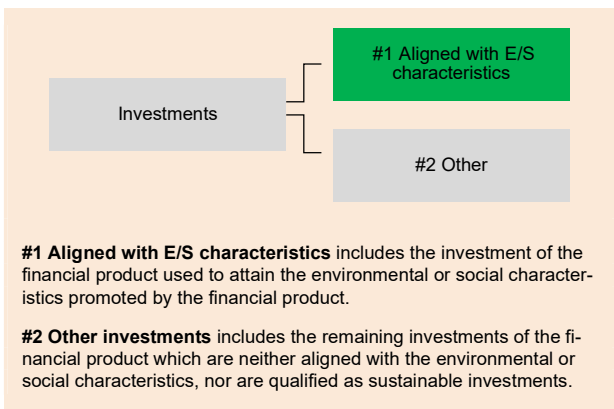 #1 Aligned with E/S
characteristics
Investments
#2 Other
#1 Aligned with E/S characteristics includes the investment of the
financial product used to attain the environmental or social character-
istics promoted by the financial product.
#2 Other investments includes the remaining investments of the fi-
nancial product which are neither aligned with the environmental or
social characteristics, nor are qualified as sustainable investments.